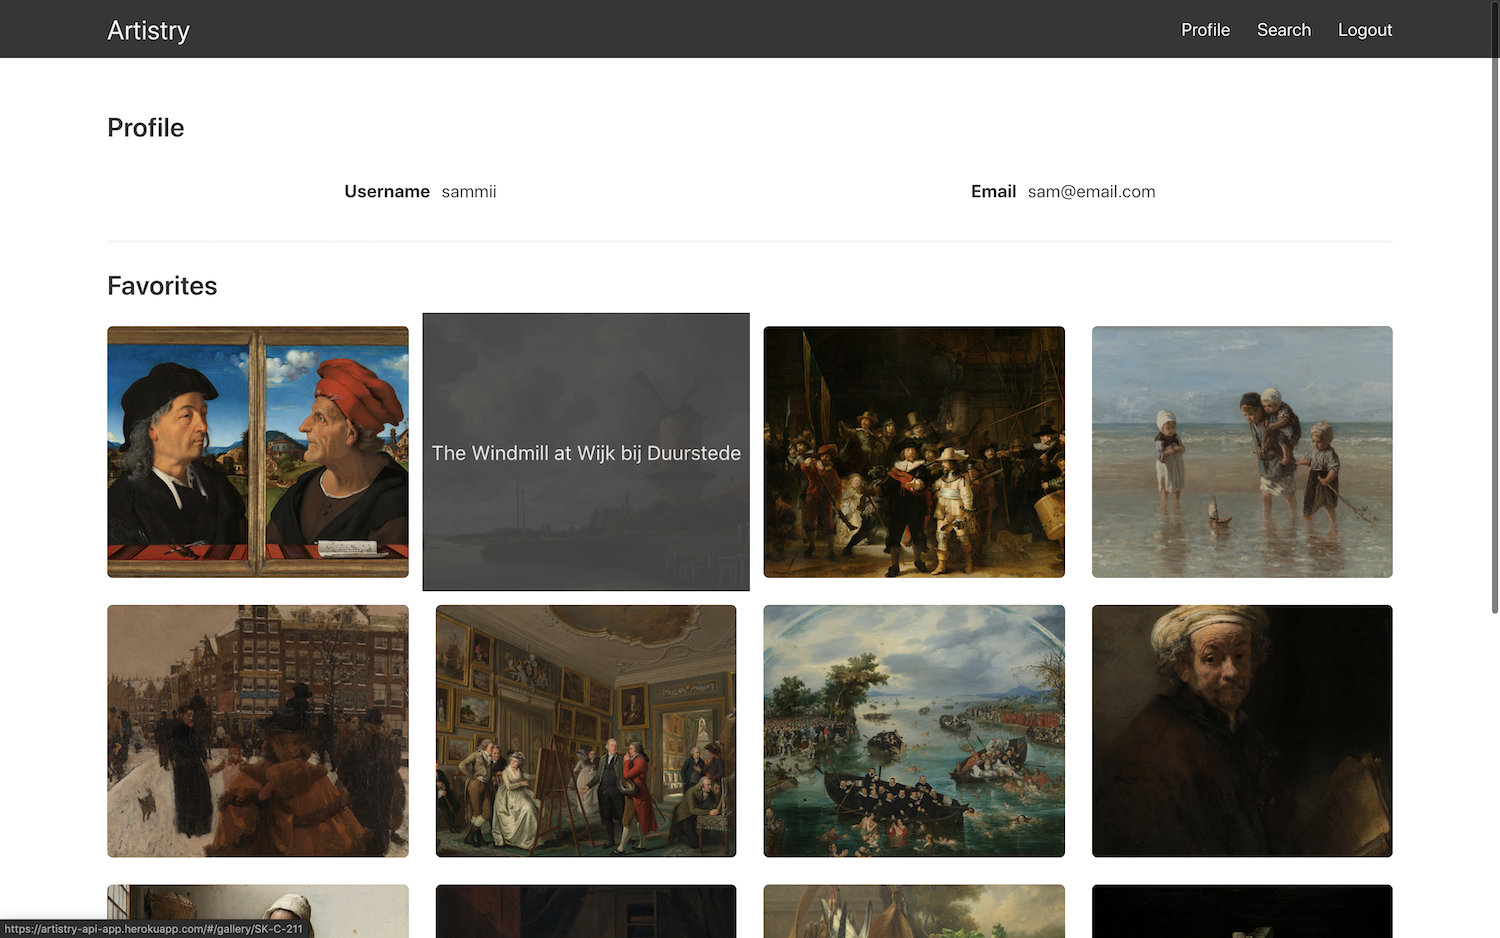 Artistry
Profile Search Logout
Profile
Username sammii
Email sam@email.com
Favorites
The Windmill at Wijk bij Duurstede
https://artistry-api-app.herokuapp.com/#/gallery/SK-C-211